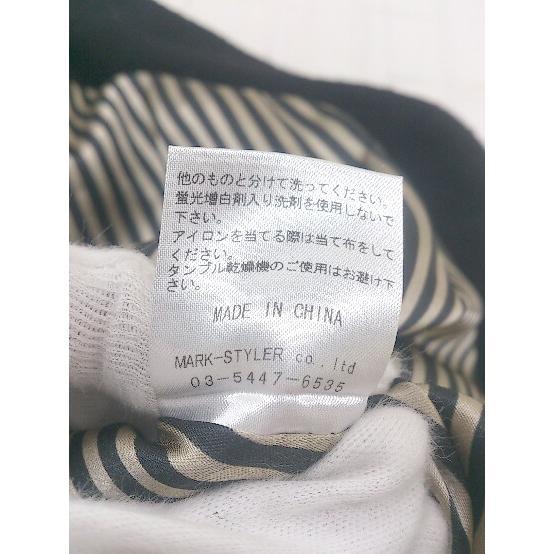 他のものと分けて洗ってください。
蛍光増白剤入り洗剤を使用しないで
下さい。
アイロンを当てる際は当て布をして
ください。
タンブル乾燥機のご使用はお避け下
さい。
MADE IN CHINA
MARK-STYLER co.,ltd
03-5447-6535